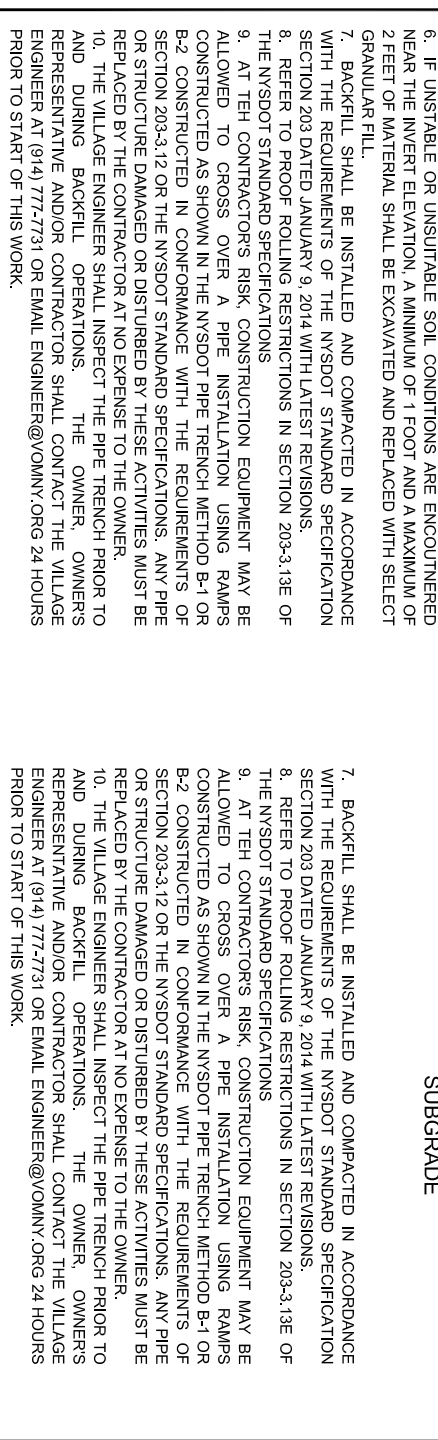 6. IF UNSTABLE OR UNSUITABLE SOIL CONDITIONS ARE ENCOUTNERED
NEAR THE INVERT ELEVATION, A MINIMUM OF 1 FOOT AND A MAXIMUM OF
2 FEET OF MATERIAL SHALL BE EXCAVATED AND REPLACED WITH SELECT
GRANULAR FILL.
7. BACKFILL SHALL BE INSTALLED AND COMPACTED IN ACCORDANCE
WITH THE REQUIREMENTS OF THE NYSDOT STANDARD SPECIFICATION
SECTION 203 DATED JANUARY 9, 2014 WITH LATEST REVISIONS.
8. REFER TO PROOF ROLLING RESTRICTIONS IN SECTION 203-3.13E OF
THE NYSDOT STANDARD SPECIFICATIONS
9. AT TEH CONTRACTOR'S RISK, CONSTRUCTION EQUIPMENT MAY BE
ALLOWED TO CROSS OVER A PIPE INSTALLATION USING RAMPS
CONSTRUCTED AS SHOWN IN THE NYSDOT PIPE TRENCH METHOD B-1 OR
B-2 CONSTRUCTED IN CONFORMANCE WITH THE REQUIREMENTS OF
SECTION 203-3.12 OR THE NYSDOT STANDARD SPECIFICATIONS. ANY PIPE
OR STRUCTURE DAMAGED OR DISTURBED BY THESE ACTIVITIES MUST BE
REPLACED BY THE CONTRACTOR AT NO EXPENSE TO THE OWNER.
10. THE VILLAGE ENGINEER SHALL INSPECT THE PIPE TRENCH PRIOR TO
AND DURING BACKFILL OPERATIONS. THE OWNER, OWNER'S
REPRESENTATIVE AND/OR CONTRACTOR SHALL CONTACT THE VILLAGE
ENGINEER AT (914) 777-7731 OR EMAIL ENGINEER@VOMNY.ORG 24 HOURS
PRIOR TO START OF THIS WORK.
SUBGRADE
7. BACKFILL SHALL BE INSTALLED AND COMPACTED IN ACCORDANCE
WITH THE REQUIREMENTS OF THE NYSDOT STANDARD SPECIFICATION
SECTION 203 DATED JANUARY 9, 2014 WITH LATEST REVISIONS.
8. REFER TO PROOF ROLLING RESTRICTIONS IN SECTION 203-3.13E OF
THE NYSDOT STANDARD SPECIFICATIONS
9. AT TEH CONTRACTOR'S RISK, CONSTRUCTION EQUIPMENT MAY BE
ALLOWED TO CROSS OVER A PIPE INSTALLATION USING RAMPS
CONSTRUCTED AS SHOWN IN THE NYSDOT PIPE TRENCH METHOD B-1 OR
B-2 CONSTRUCTED IN CONFORMANCE WITH THE REQUIREMENTS OF
SECTION 203-3.12 OR THE NYSDOT STANDARD SPECIFICATIONS. ANY PIPE
OR STRUCTURE DAMAGED OR DISTURBED BY THESE ACTIVITIES MUST BE
REPLACED BY THE CONTRACTOR AT NO EXPENSE TO THE OWNER.
10. THE VILLAGE ENGINEER SHALL INSPECT THE PIPE TRENCH PRIOR TO
AND DURING BACKFILL OPERATIONS. THE OWNER, OWNER'S
REPRESENTATIVE AND/OR CONTRACTOR SHALL CONTACT THE VILLAGE
ENGINEER AT (914) 777-7731 OR EMAIL ENGINEER@VOMNY.ORG 24 HOURS
PRIOR TO START OF THIS WORK.